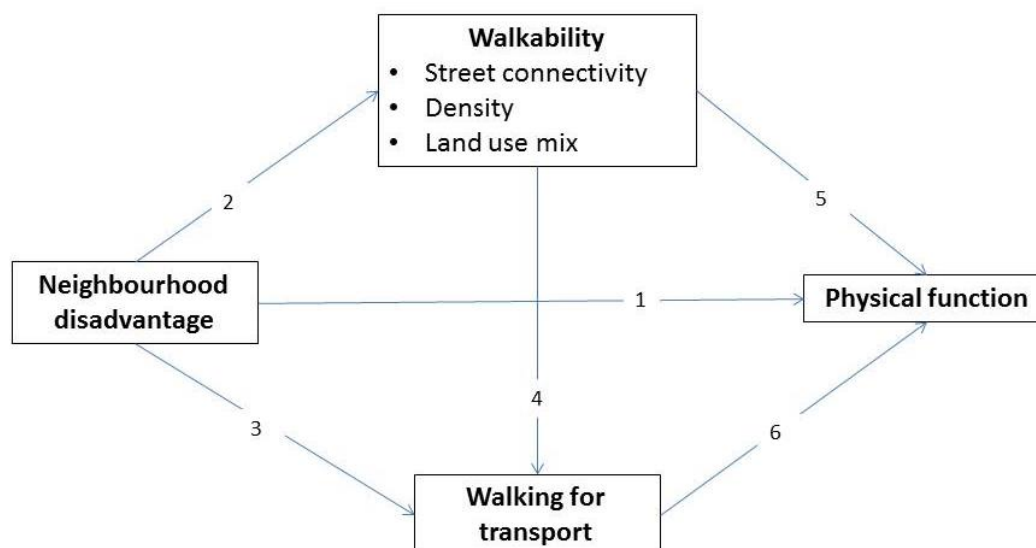 Walkability
• Street connectivity
• Density
• Land use mix
2
5
Neighbourhood
disadvantage
1
Physical function
3
4
6
Walking for
transport